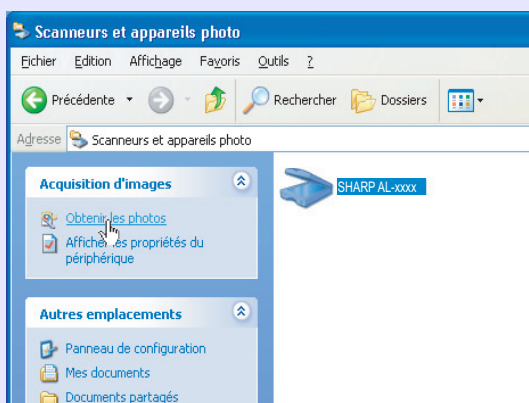 Scanneurs et appareils photo
Fichier Edition Affichage Favoris Outils ?
Précédente Rechercher Dossiers
Adresse Scanneurs et appareils photo
Acquisition d'images
Obtenir les photos
Afficher les propriétés du
périphérique
SHARP AL-xxxx
Autres emplacements
Panneau de configuration
Mes documents
Documents partagés